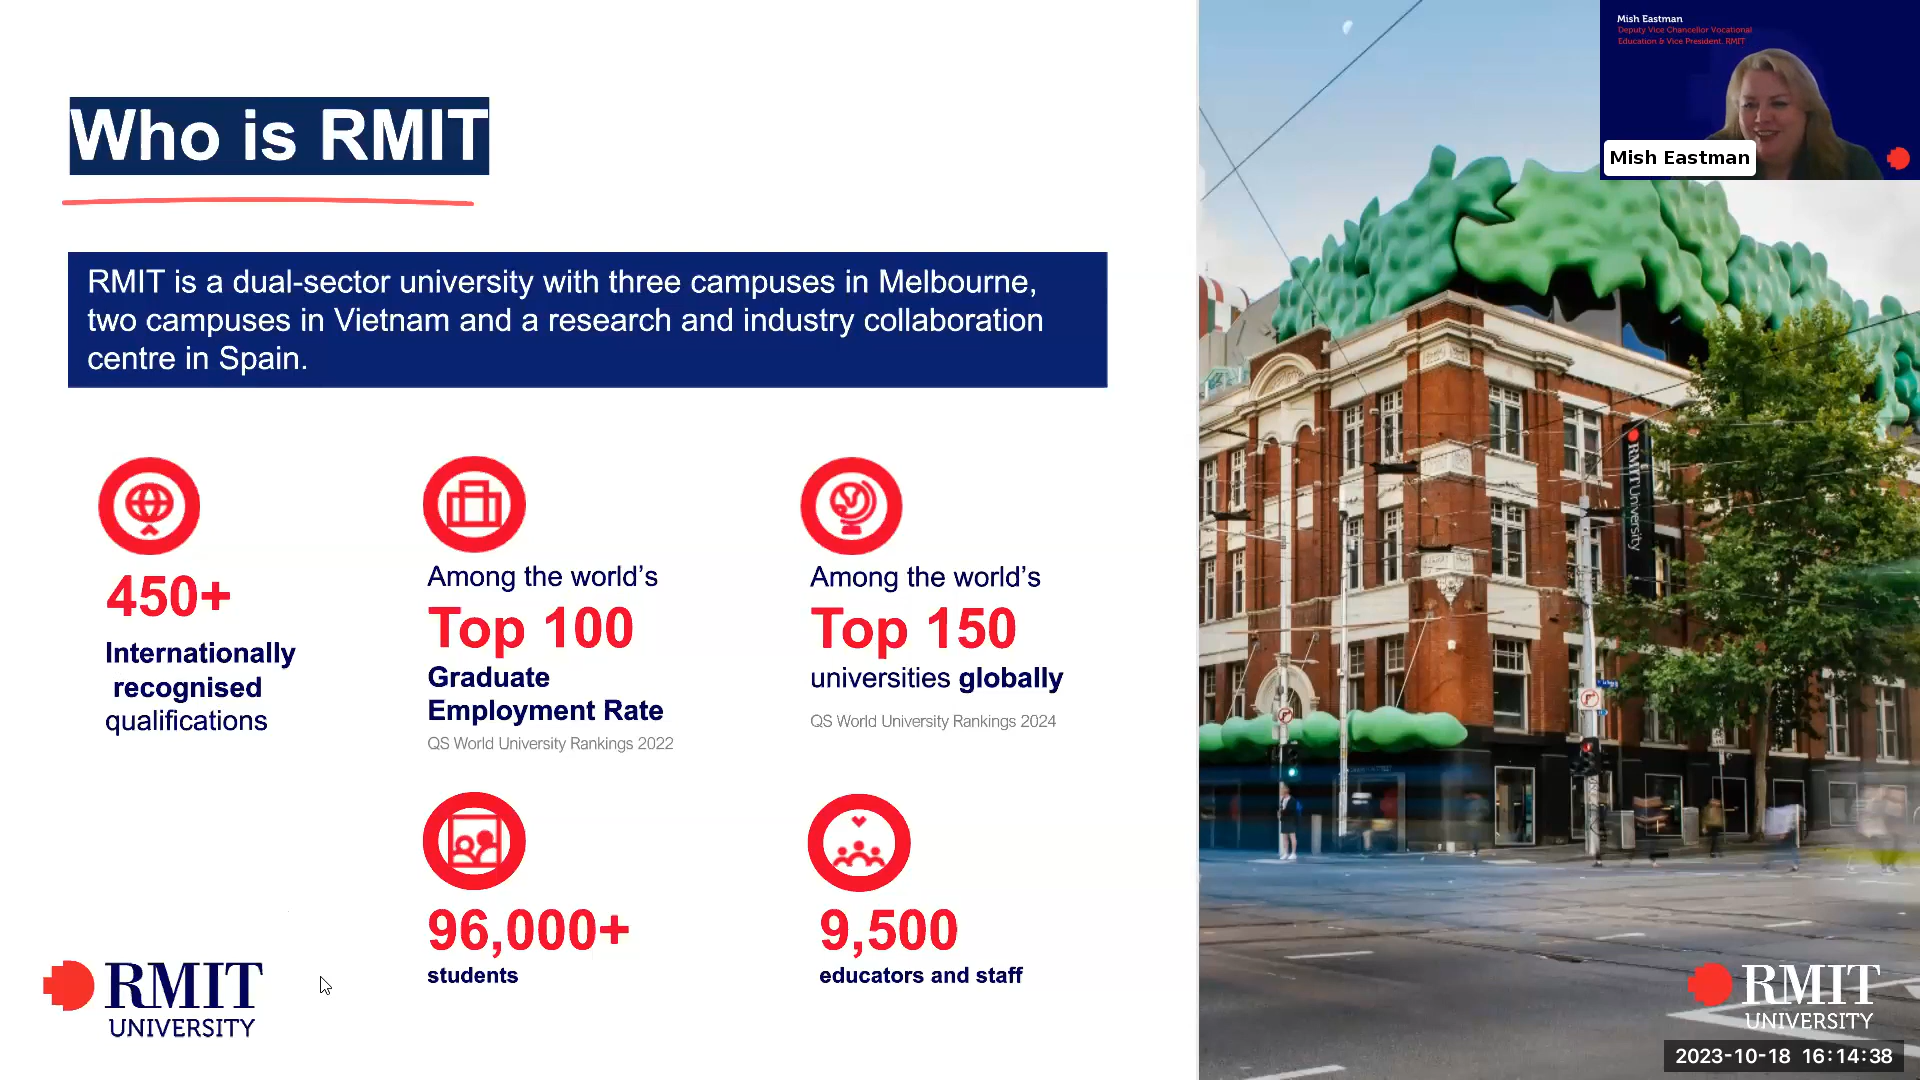 Who is RMIT
RMIT is a dual-sector university with three campuses in Melbourne,
two campuses in Vietnam and a research and industry collaboration
centre in Spain.
450+
Internationally
recognised
qualifications
Among the world’s
Top 100
Graduate
Employment Rate
QS World University Rankings 2022
Among the world’s
Top 150
universities globally
QS World University Rankings 2024
96,000+
students
9,500
educators and staff
RMIT
UNIVERSITY
Mish Eastman
Deputy Vice Chancellor Vocational
Education & Vice President, RMIT
Mish Eastman
RMIT University
RMIT
UNIVERSITY
2023-10-18 16:14:38